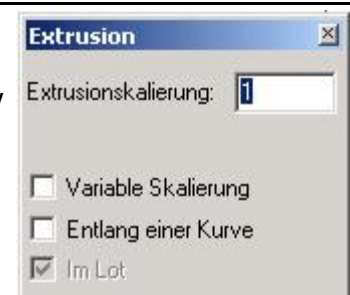 Extrusion
Extrusionskalierung: 1
Variable Skalierung
Entlang einer Kurve
Im Lot